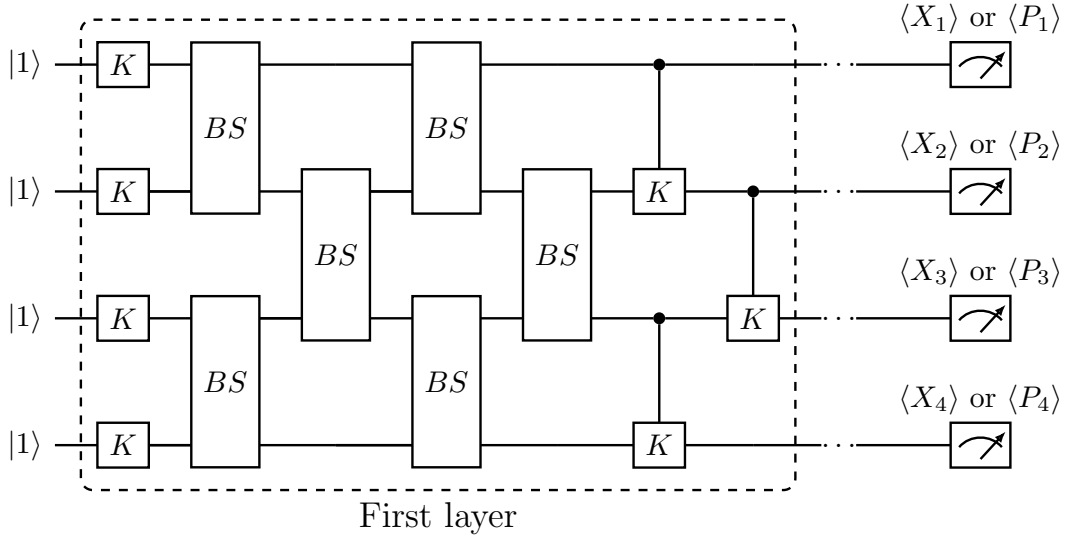 ⟨X₁⟩ or ⟨P₁⟩
|1⟩ K BS BS
⟨X₂⟩ or ⟨P₂⟩
|1⟩ K BS BS K
⟨X₃⟩ or ⟨P₃⟩
|1⟩ K BS BS K
⟨X₄⟩ or ⟨P₄⟩
|1⟩ K K
First layer